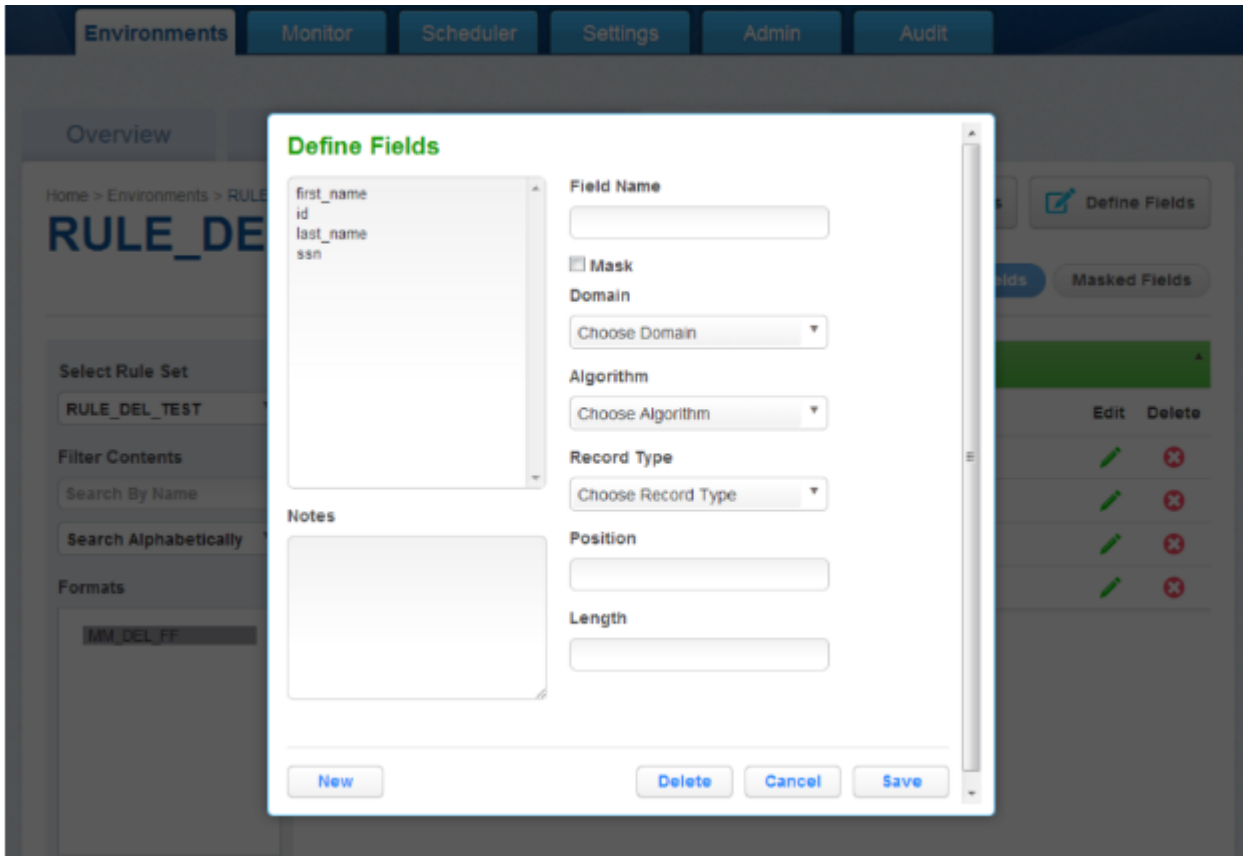 Environments Monitor Scheduler Settings Admin Audit
Overview
Home > Environments > RULE
RULE_DE
Define Fields
Masked Fields
Select Rule Set
RULE_DEL_TEST
Filter Contents
Search By Name
Search Alphabetically
Formats
MM_DEL_FF
Edit Delete
Define Fields
first_name
id
last_name
ssn
Notes
Field Name
Mask
Domain
Choose Domain
Algorithm
Choose Algorithm
Record Type
Choose Record Type
Position
Length
New Delete Cancel Save